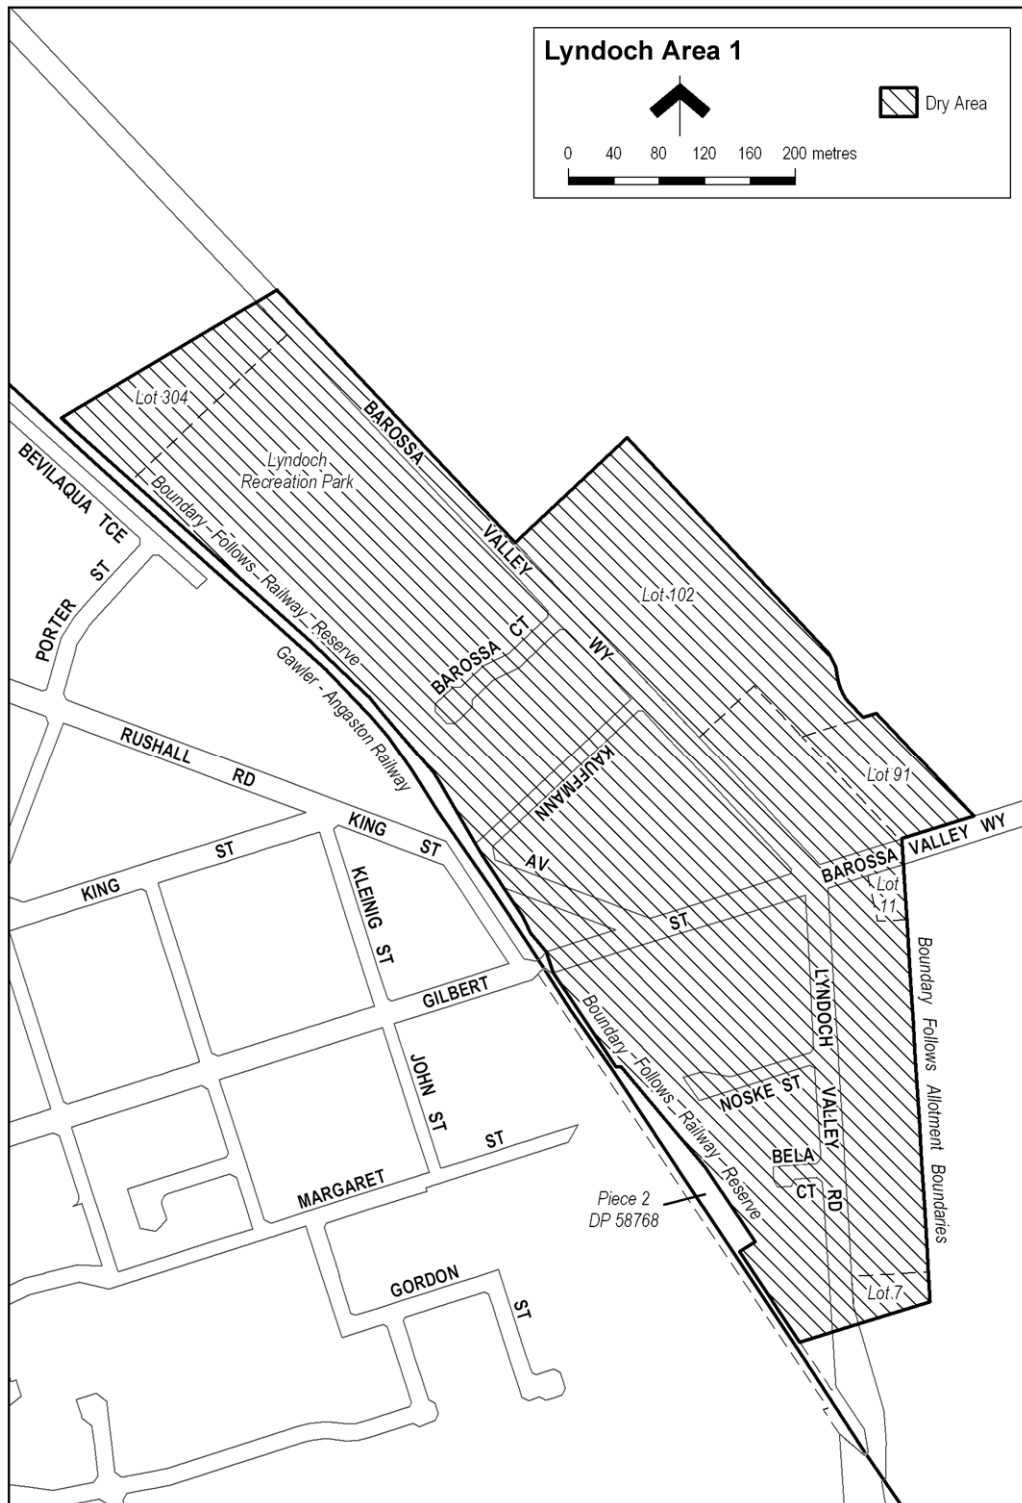 Lyndoch Area 1
Dry Area
0 40 80 120 160 200 metres
Lot 304
BAROSSA
Lyndoch
Recreation Park
BEVILAQUA TCE
Boundary Follows Railway Reserve
VALLEY
PORTER ST
Lot 102
BAROSSA CT
WY
Gawler - Angaston Railway
RUSHALL RD
KAUFFMANN
Lot 91
KING ST
BAROSSA VALLEY WY
KING ST
AV
KLEINIG ST
Lot
11
ST
GILBERT
LYNDOCH
Boundary Follows Allotment Boundaries
Boundary Follows Railway Reserve
JOHN ST
NOSKE ST
VALLEY
MARGARET ST
BELA
CT
RD
Piece 2
DP 58768
GORDON ST
Lot 7